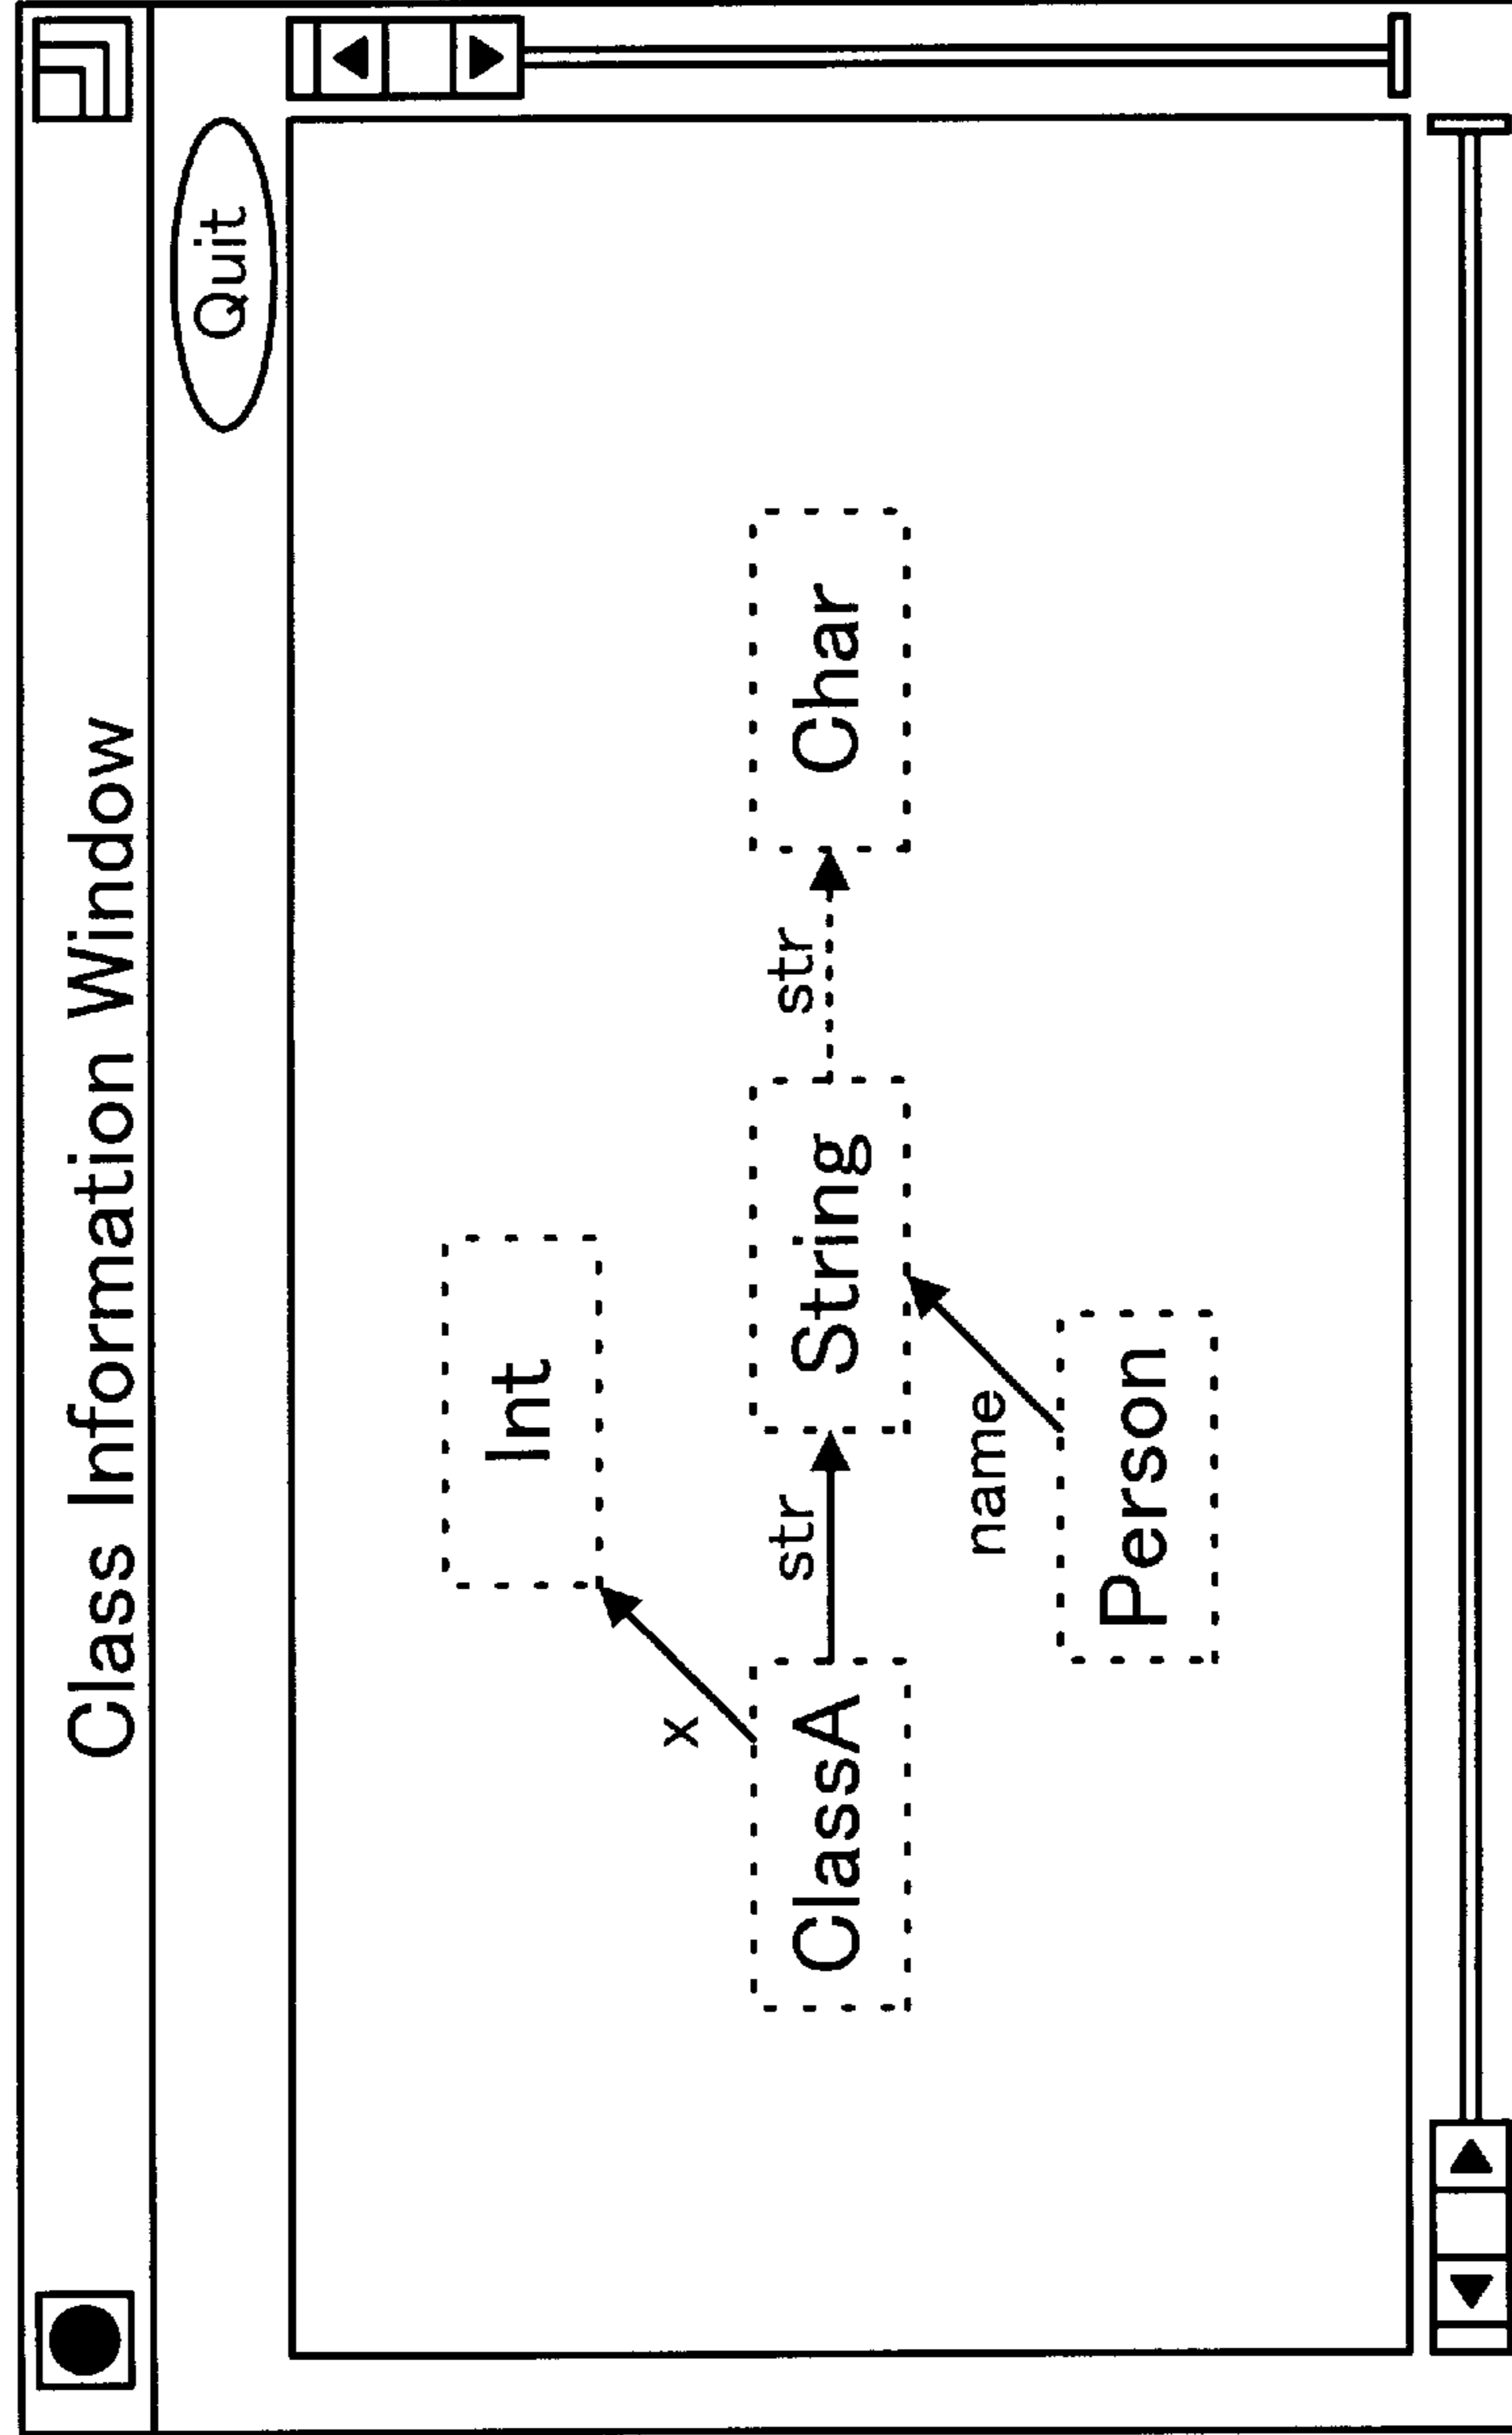 Class Information Window
Quit
Int
x
ClassA
str
String
str
Char
name
Person